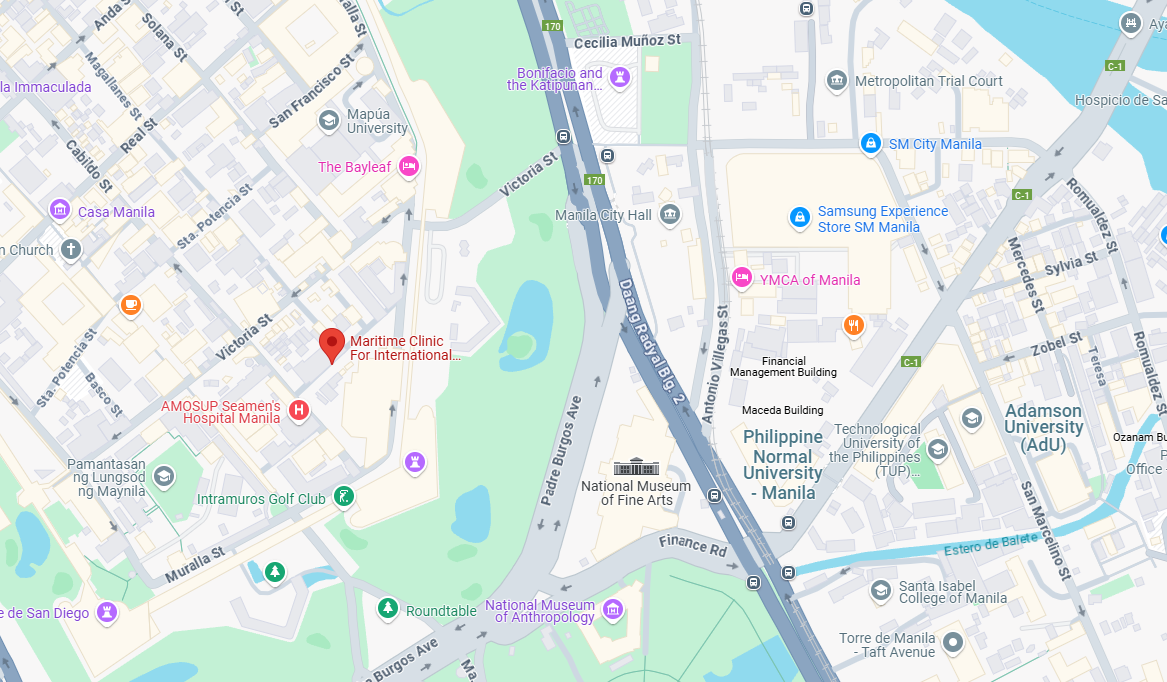 Anda St
Solana St
Magallanes St
Muralla St
170
Cecilia Muñoz St
Bonifacio and
the Katipunan...
C-1
Metropolitan Trial Court
la Immaculada
San Francisco St
Hospicio de Sa
Mapúa
University
Real St
Cabildo St
The Bayleaf
Victoria St
SM City Manila
170
C-1
Romualdez St
Casa Manila
Sta. Potencia St
Manila City Hall
Samsung Experience
Store SM Manila
n Church
Mercedes St
Sylvia St
YMCA of Manila
Daang Radyal Blg. 2
Antonio Villegas St
Victoria St
Maritime Clinic
For International...
Zobel St
Teresa
Romualdez St
Financial
Management Building
C-1
Sta. Potencia St
Basco St
AMOSUP Seamen's
Hospital Manila
Maceda Building
Padre Burgos Ave
Adamson
University
(AdU)
Technological
University of
the Philippines
(TUP)...
Philippine
Normal
University
- Manila
Ozanam Bu
P
Office -
Pamantasan
ng Lungsod
ng Maynila
National Museum
of Fine Arts
Intramuros Golf Club
San Marcelino St
Muralla St
Finance Rd
Estero de Balete
Santa Isabel
College of Manila
e de San Diego
Roundtable
National Museum
of Anthropology
Burgos Ave
Ma.
Torre de Manila
- Taft Avenue